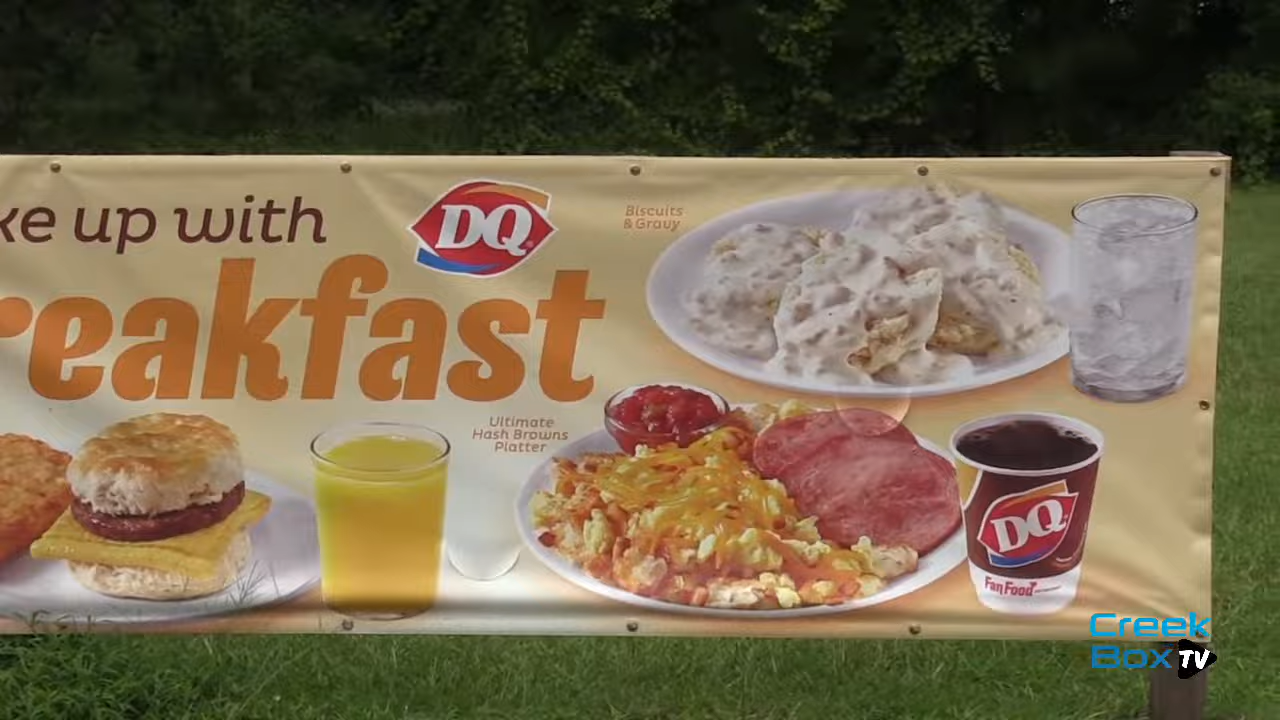 ke up with
DQ
reakfast
Biscuits
& Gravy
Ultimate
Hash Browns
Platter
DQ
Fan Food
Creek
Box TV